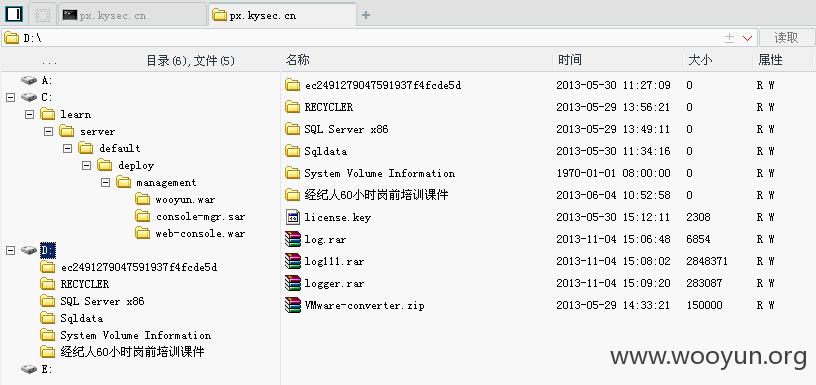 px.kysec.cn px.kysec.cn
D:\ 读取
... 目录(6),文件(5) 名称 时间 大小 属性
A:
C:
learn
server
default
deploy
management
wooyun.war
console-mgr.sar
web-console.war
D:
ec2491279047591937f4fcde5d
RECYCLER
SQL Server x86
Sqldata
System Volume Information
经纪人60小时岗前培训课件
E:
ec2491279047591937f4fcde5d 2013-05-30 11:27:09 0 R W
RECYCLER 2013-05-29 13:56:21 0 R W
SQL Server x86 2013-05-29 13:49:11 0 R W
Sqldata 2013-05-30 11:34:16 0 R W
System Volume Information 1970-01-01 08:00:00 0 R W
经纪人60小时岗前培训课件 2013-06-04 10:52:58 0 R W
license.key 2013-05-30 15:12:11 2308 R W
log.rar 2013-11-04 15:06:48 6854 R W
log111.rar 2013-11-04 15:08:02 2848371 R W
logger.rar 2013-11-04 15:09:20 283087 R W
VMware-converter.zip 2013-05-29 14:33:21 150000 R W
www.wooyun.org